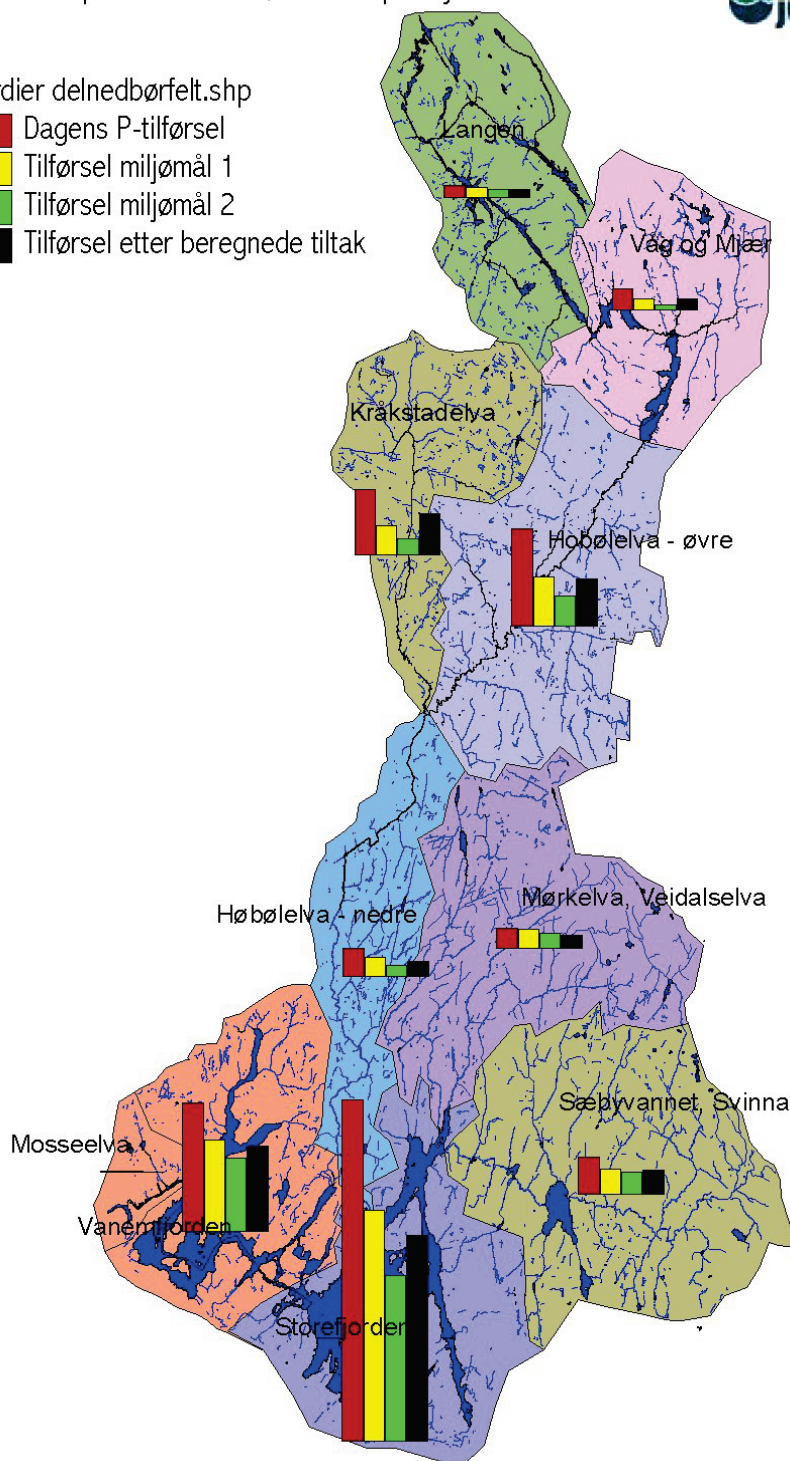 rdier delnedbørfelt.shp
Dagens P-tilførsel
Tilførsel miljømål 1
Tilførsel miljømål 2
Tilførsel etter beregnede tiltak
Langen
Våg og Mjær
Kråkstadelva
Hobølelva - øvre
Mørkelva, Veidalselva
Høbølelva - nedre
Sæbyvannet, Svinna
Mosseelva
Vanemfjorden
Storefjorden